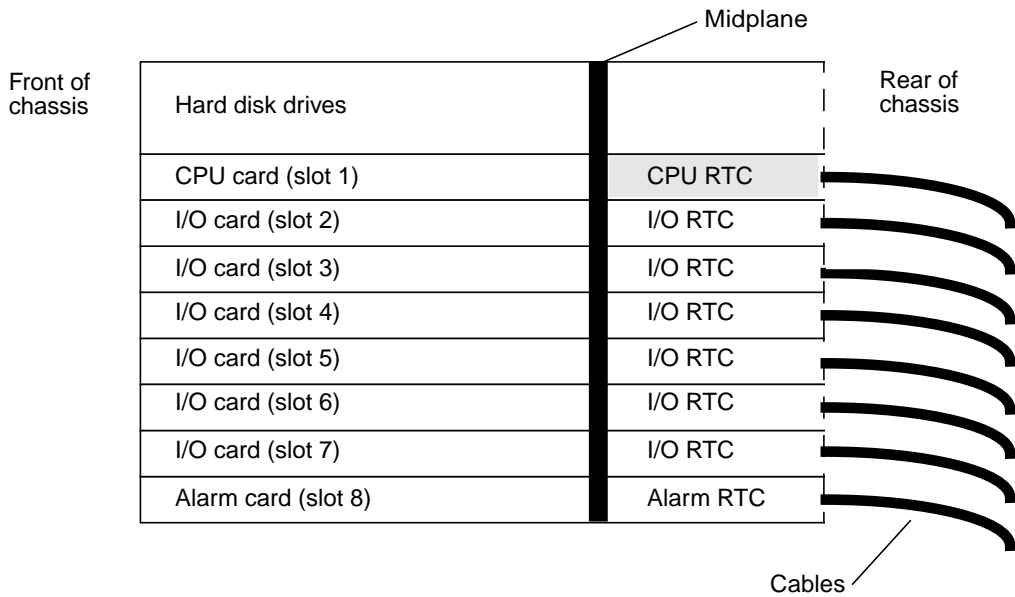 Midplane
Front of
chassis
Rear of
chassis
Hard disk drives
CPU card (slot 1)
CPU RTC
I/O card (slot 2)
I/O RTC
I/O card (slot 3)
I/O RTC
I/O card (slot 4)
I/O RTC
I/O card (slot 5)
I/O RTC
I/O card (slot 6)
I/O RTC
I/O card (slot 7)
I/O RTC
Alarm card (slot 8)
Alarm RTC
Cables